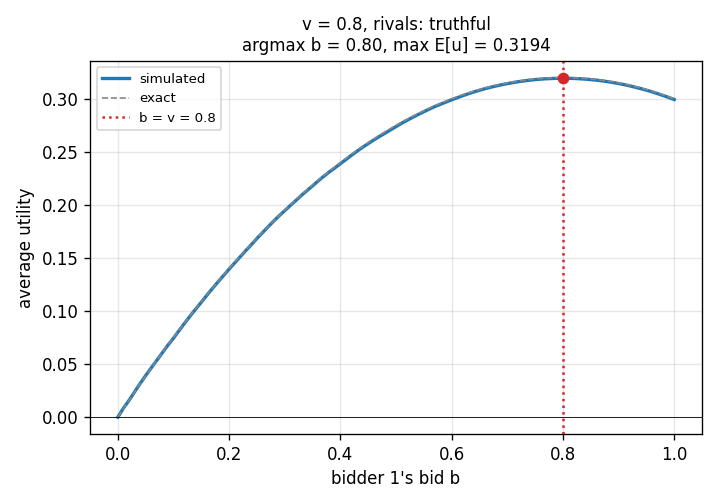 v = 0.8, rivals: truthful
argmax b = 0.80, max E[u] = 0.3194
simulated
exact
b = v = 0.8
average utility
0.30
0.25
0.20
0.15
0.10
0.05
0.00
0.0 0.2 0.4 0.6 0.8 1.0
bidder 1's bid b